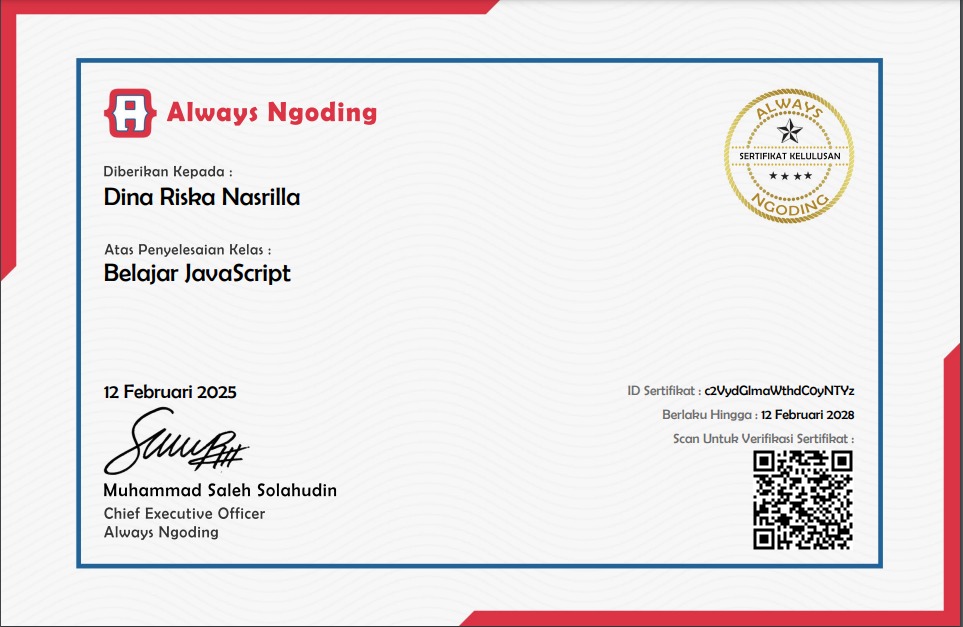 Always Ngoding
ALWAYS
SERTIFIKAT KELULUSAN
NGODING
Diberikan Kepada :
Dina Riska Nasrilla
Atas Penyelesaian Kelas :
Belajar JavaScript
12 Februari 2025
Muhammad Saleh Solahudin
Chief Executive Officer
Always Ngoding
ID Sertifikat : c2VydGlmaWthdC0yNTYz
Berlaku Hingga : 12 Februari 2028
Scan Untuk Verifikasi Sertifikat :